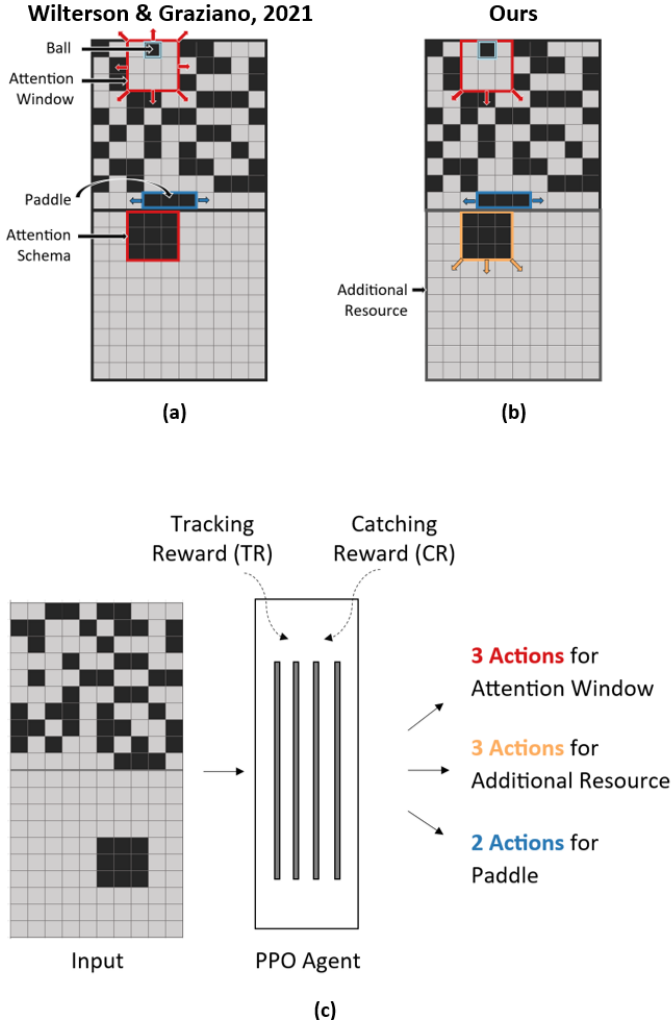 Wilterson & Graziano, 2021
Ours
Ball
Attention
Window
Paddle
Attention
Schema
Additional
Resource
(a)
(b)
Tracking
Reward (TR)
Catching
Reward (CR)
3 Actions for
Attention Window
3 Actions for
Additional Resource
2 Actions for
Paddle
Input
PPO Agent
(c)